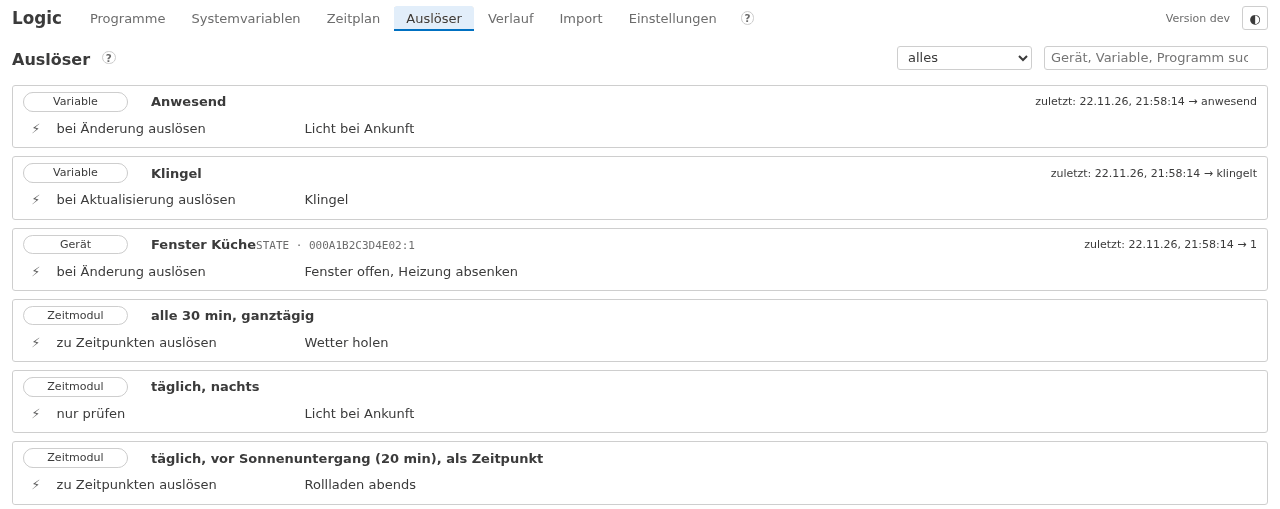 Logic Programme Systemvariablen Zeitplan Auslöser Verlauf Import Einstellungen ? Version dev
Auslöser ? alles Gerät, Variable, Programm suc
Variable Anwesend zuletzt: 22.11.26, 21:58:14 → anwesend
⚡ bei Änderung auslösen Licht bei Ankunft
Variable Klingel zuletzt: 22.11.26, 21:58:14 → klingelt
⚡ bei Aktualisierung auslösen Klingel
Gerät Fenster Küche STATE · 000A1B2C3D4E02:1 zuletzt: 22.11.26, 21:58:14 → 1
⚡ bei Änderung auslösen Fenster offen, Heizung absenken
Zeitmodul alle 30 min, ganztägig
⚡ zu Zeitpunkten auslösen Wetter holen
Zeitmodul täglich, nachts
⚡ nur prüfen Licht bei Ankunft
Zeitmodul täglich, vor Sonnenuntergang (20 min), als Zeitpunkt
⚡ zu Zeitpunkten auslösen Rollladen abends